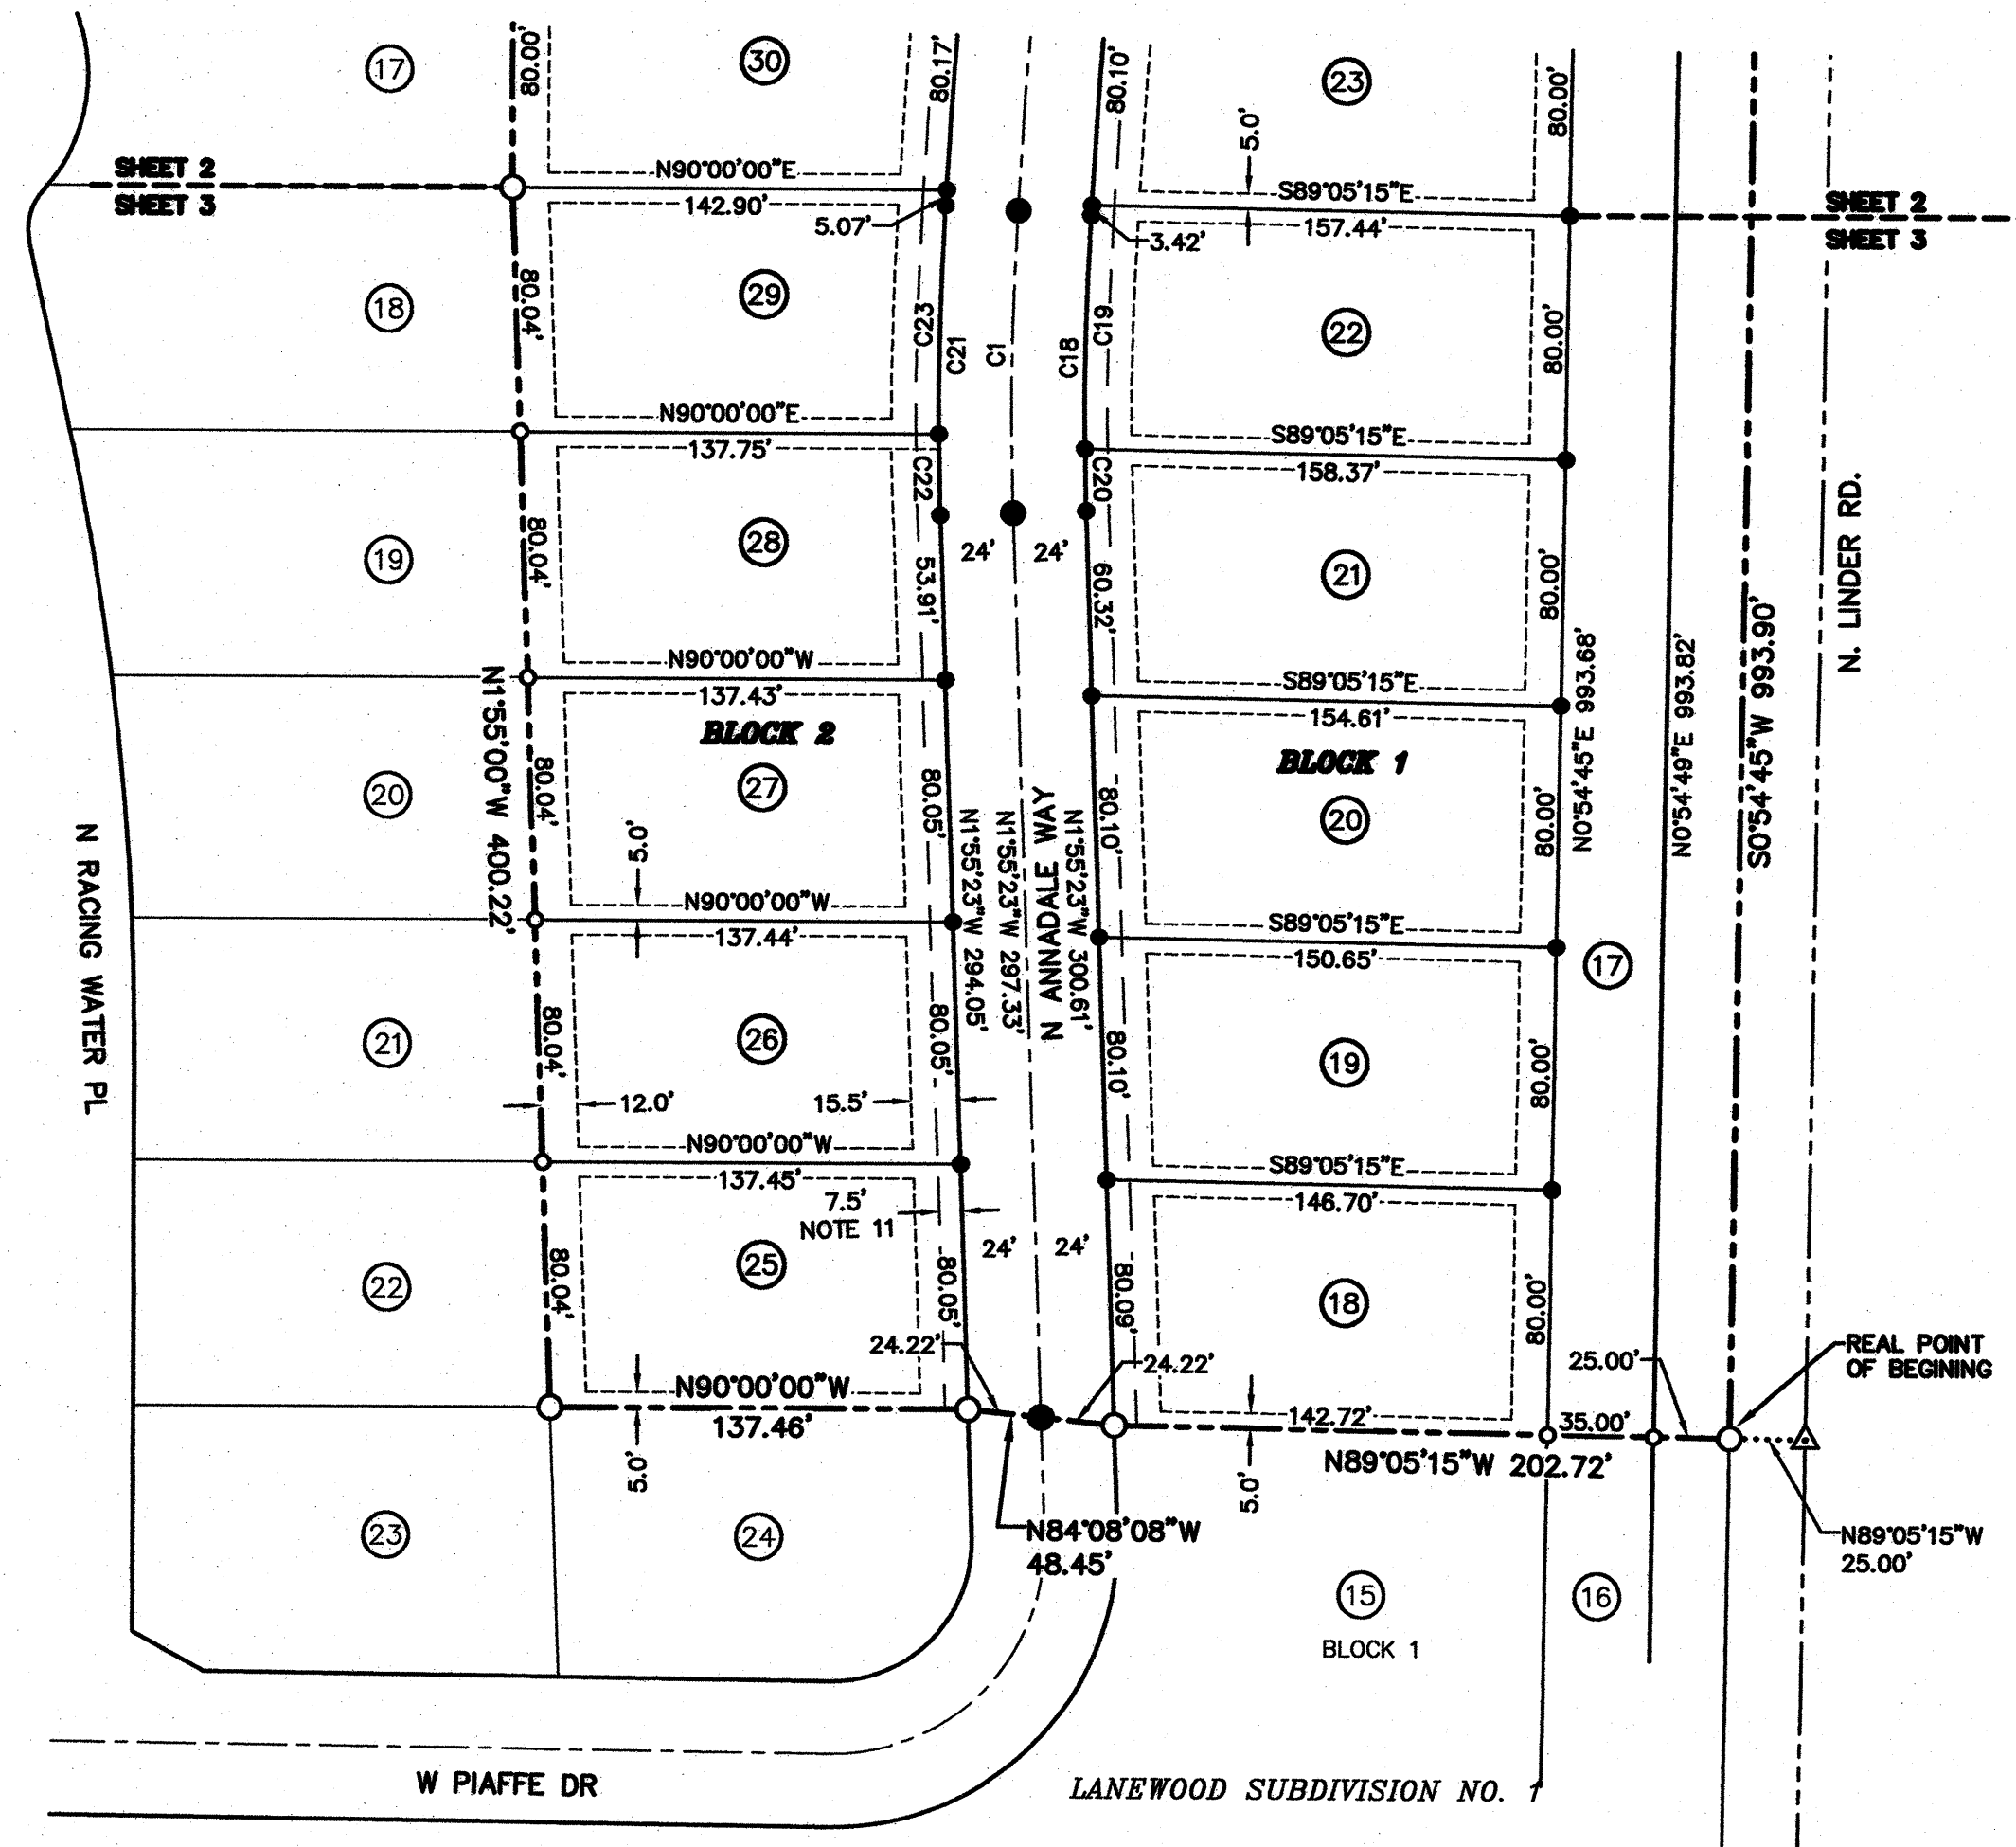 17
80.00'
30
80.17'
80.10'
23
80.00'
5.0'
SHEET 2
SHEET 3
N90°00'00"E
142.90'
5.07'
S89°05'15"E
157.44'
3.42'
SHEET 2
SHEET 3
18
80.04'
29
C23
C21
C1
C18
C19
22
80.00'
N90°00'00"E
137.75'
S89°05'15"E
158.37'
C22
C20
19
80.04'
28
53.91'
24'
24'
60.32'
21
80.00'
N. LINDER RD.
N90°00'00"W
137.43'
S89°05'15"E
154.61'
N1°55'00"W 400.22'
BLOCK 2
BLOCK 1
N0°54'45"E 993.68'
N0°54'49"E 993.82'
S0°54'45"W 993.90'
20
80.04'
27
80.05'
N1°55'23"W 294.05'
N1°55'23"W 297.33'
N ANNADALE WAY
N1°55'23"W 300.61'
80.10'
20
80.00'
5.0'
N RACING WATER PL
N90°00'00"W
137.44'
S89°05'15"E
150.65'
17
21
80.04'
26
80.05'
80.10'
19
80.00'
12.0'
15.5'
N90°00'00"W
137.45'
S89°05'15"E
146.70'
7.5'
NOTE 11
24'
24'
22
80.04'
25
80.05'
80.09'
18
80.00'
24.22'
24.22'
25.00'
REAL POINT
OF BEGINING
N90°00'00"W
137.46'
142.72'
35.00'
N89°05'15"W 202.72'
5.0'
5.0'
N84°08'08"W
48.45'
N89°05'15"W
25.00'
23
24
15
BLOCK 1
16
W PIAFFE DR
LANEWOOD SUBDIVISION NO. 1